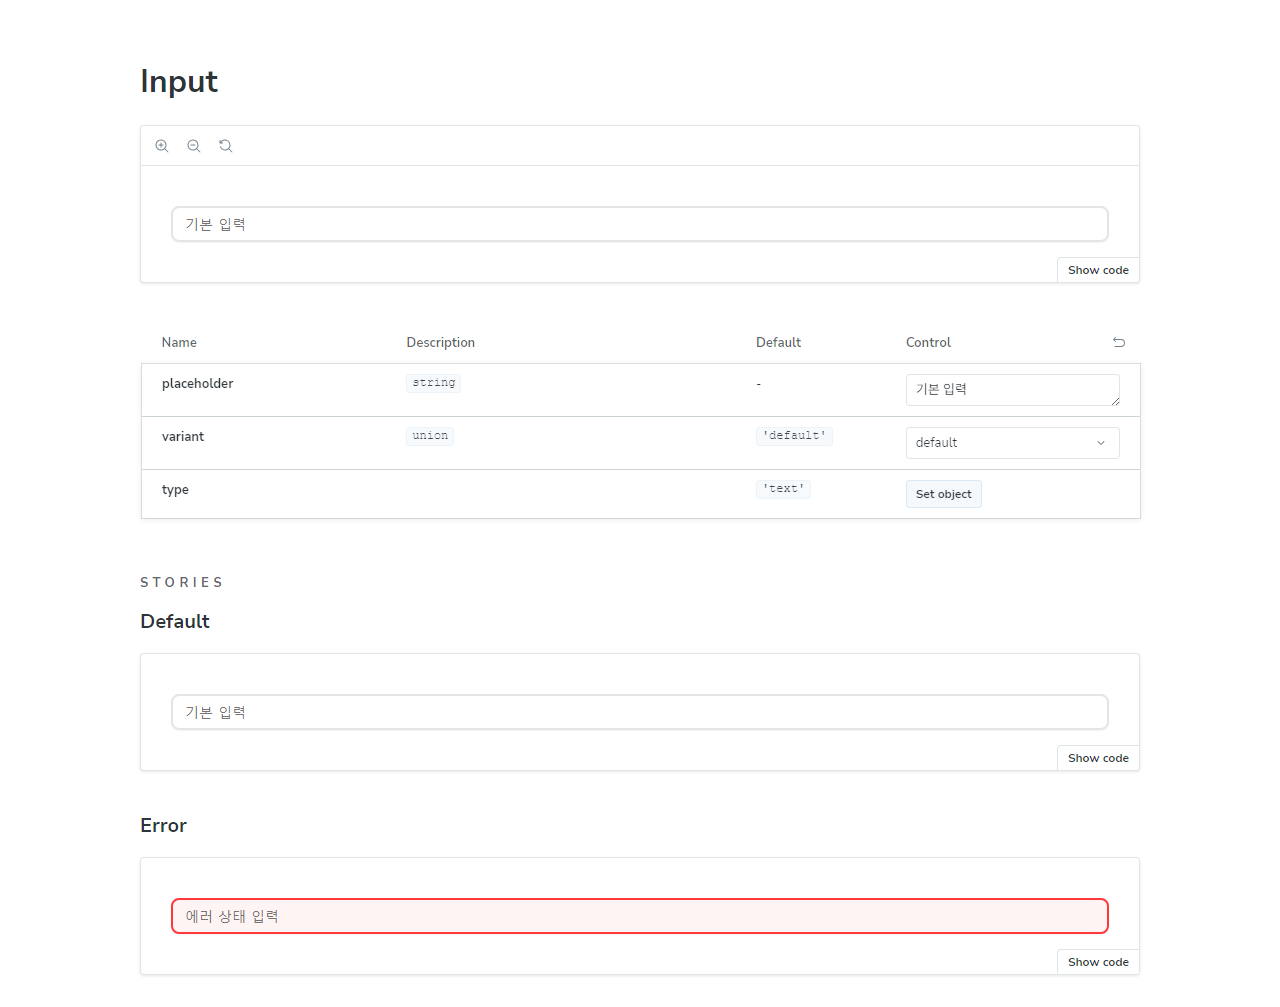 Input
기본 입력
Show code
Name Description Default Control
placeholder string - 기본 입력
variant union 'default' default
type 'text' Set object
STORIES
Default
기본 입력
Show code
Error
에러 상태 입력
Show code